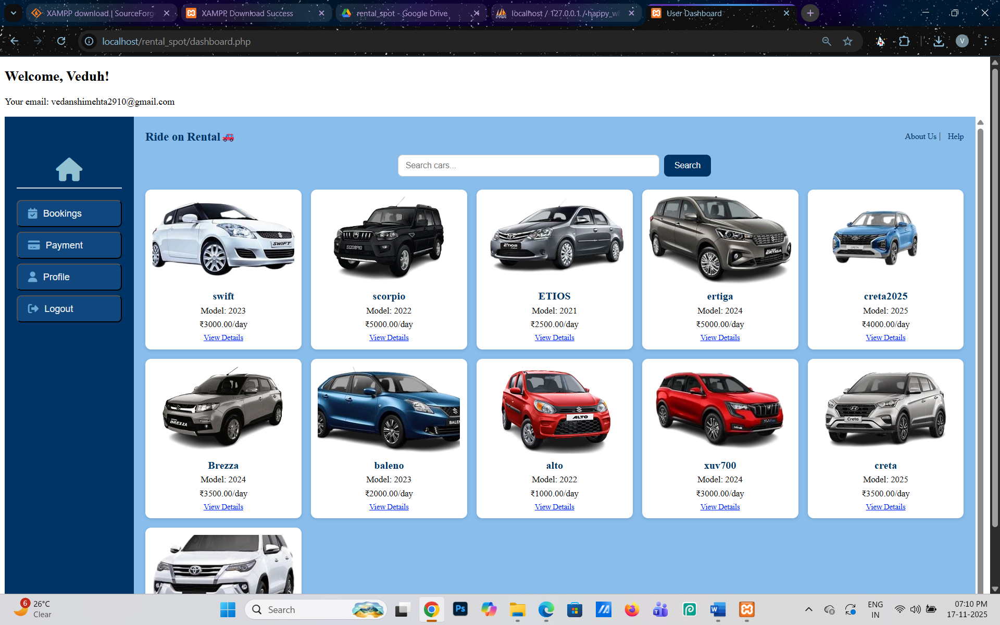 XAMPP download | SourceForg
XAMPP Download Success
rental_spot - Google Drive
localhost / 127.0.0.1 / happy_w
User Dashboard
localhost/rental_spot/dashboard.php
V
Welcome, Veduh!
Your email: vedanshimehta2910@gmail.com
Ride on Rental
About Us | Help
Search cars...
Search
Bookings
Payment
Profile
Logout
SWIFT
SCORPIO
ETIOS
ERTIGA
CRETA
swift
Model: 2023
₹3000.00/day
View Details
scorpio
Model: 2022
₹5000.00/day
View Details
ETIOS
Model: 2021
₹2500.00/day
View Details
ertiga
Model: 2024
₹5000.00/day
View Details
creta2025
Model: 2025
₹4000.00/day
View Details
BREZZA
BALEN
ALTO
XUV700
Creta
Brezza
Model: 2024
₹3500.00/day
View Details
baleno
Model: 2023
₹2000.00/day
View Details
alto
Model: 2022
₹1000.00/day
View Details
xuv700
Model: 2024
₹3000.00/day
View Details
creta
Model: 2025
₹3500.00/day
View Details
6
26°C
Clear
Search
Ps
W
ENG
IN
07:10 PM
17-11-2025